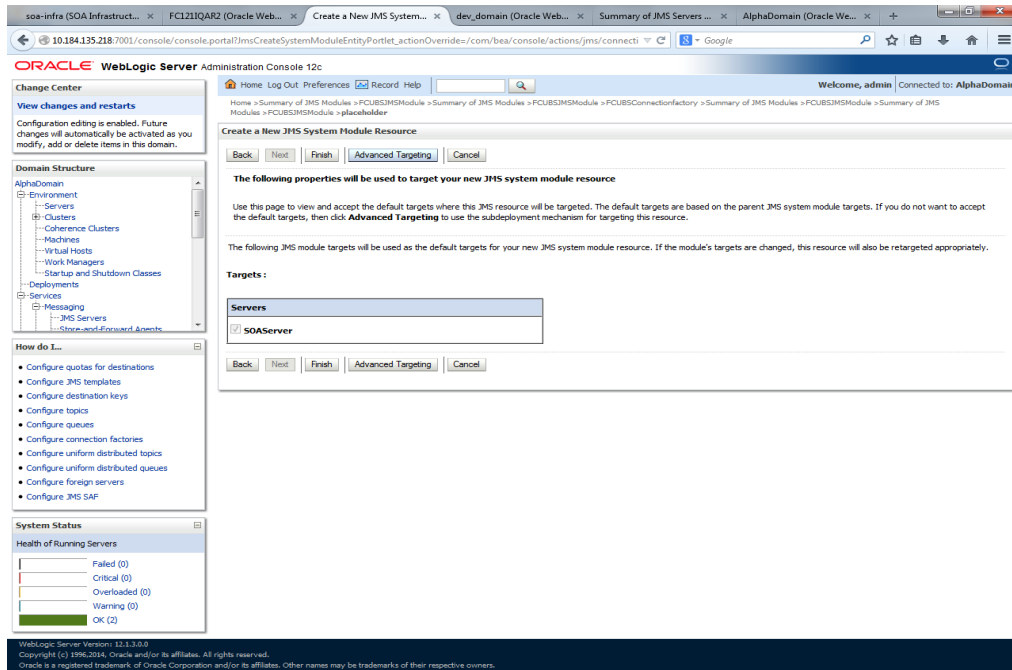 soa-infra (SOA Infrastruct...
FC121IQAR2 (Oracle Web...
Create a New JMS System...
dev_domain (Oracle Web...
Summary of JMS Servers ...
AlphaDomain (Oracle We...
10.184.135.218:7001/console/console.portal?JmsCreateSystemModuleEntityPortlet_actionOverride=/com/bea/console/actions/jms/connecti
Google
ORACLE WebLogic Server Administration Console 12c
Change Center
View changes and restarts
Configuration editing is enabled. Future
changes will automatically be activated as you
modify, add or delete items in this domain.
Domain Structure
AlphaDomain
Environment
Servers
Clusters
Coherence Clusters
Machines
Virtual Hosts
Work Managers
Startup and Shutdown Classes
Deployments
Services
Messaging
JMS Servers
Store-and-Forward Agents
How do I...
Configure quotas for destinations
Configure JMS templates
Configure destination keys
Configure topics
Configure queues
Configure connection factories
Configure uniform distributed topics
Configure uniform distributed queues
Configure foreign servers
Configure JMS SAF
System Status
Health of Running Servers
Failed (0)
Critical (0)
Overloaded (0)
Warning (0)
OK (2)
Home Log Out Preferences Record Help
Welcome, admin Connected to: AlphaDomain
Home >Summary of JMS Modules >FCUBSJMSModule >Summary of JMS Modules >FCUBSJMSModule >FCUBSConnectionfactory >Summary of JMS Modules >FCUBSJMSModule >Summary of JMS
Modules >FCUBSJMSModule >placeholder
Create a New JMS System Module Resource
Back Next Finish Advanced Targeting Cancel
The following properties will be used to target your new JMS system module resource
Use this page to view and accept the default targets where this JMS resource will be targeted. The default targets are based on the parent JMS system module targets. If you do not want to accept
the default targets, then click Advanced Targeting to use the subdeployment mechanism for targeting this resource.
The following JMS module targets will be used as the default targets for your new JMS system module resource. If the module's targets are changed, this resource will also be retargeted appropriately.
Targets :
Servers
SOAServer
Back Next Finish Advanced Targeting Cancel
WebLogic Server Version: 12.1.3.0.0
Copyright (c) 1996,2014, Oracle and/or its affiliates. All rights reserved.
Oracle is a registered trademark of Oracle Corporation and/or its affiliates. Other names may be trademarks of their respective owners.